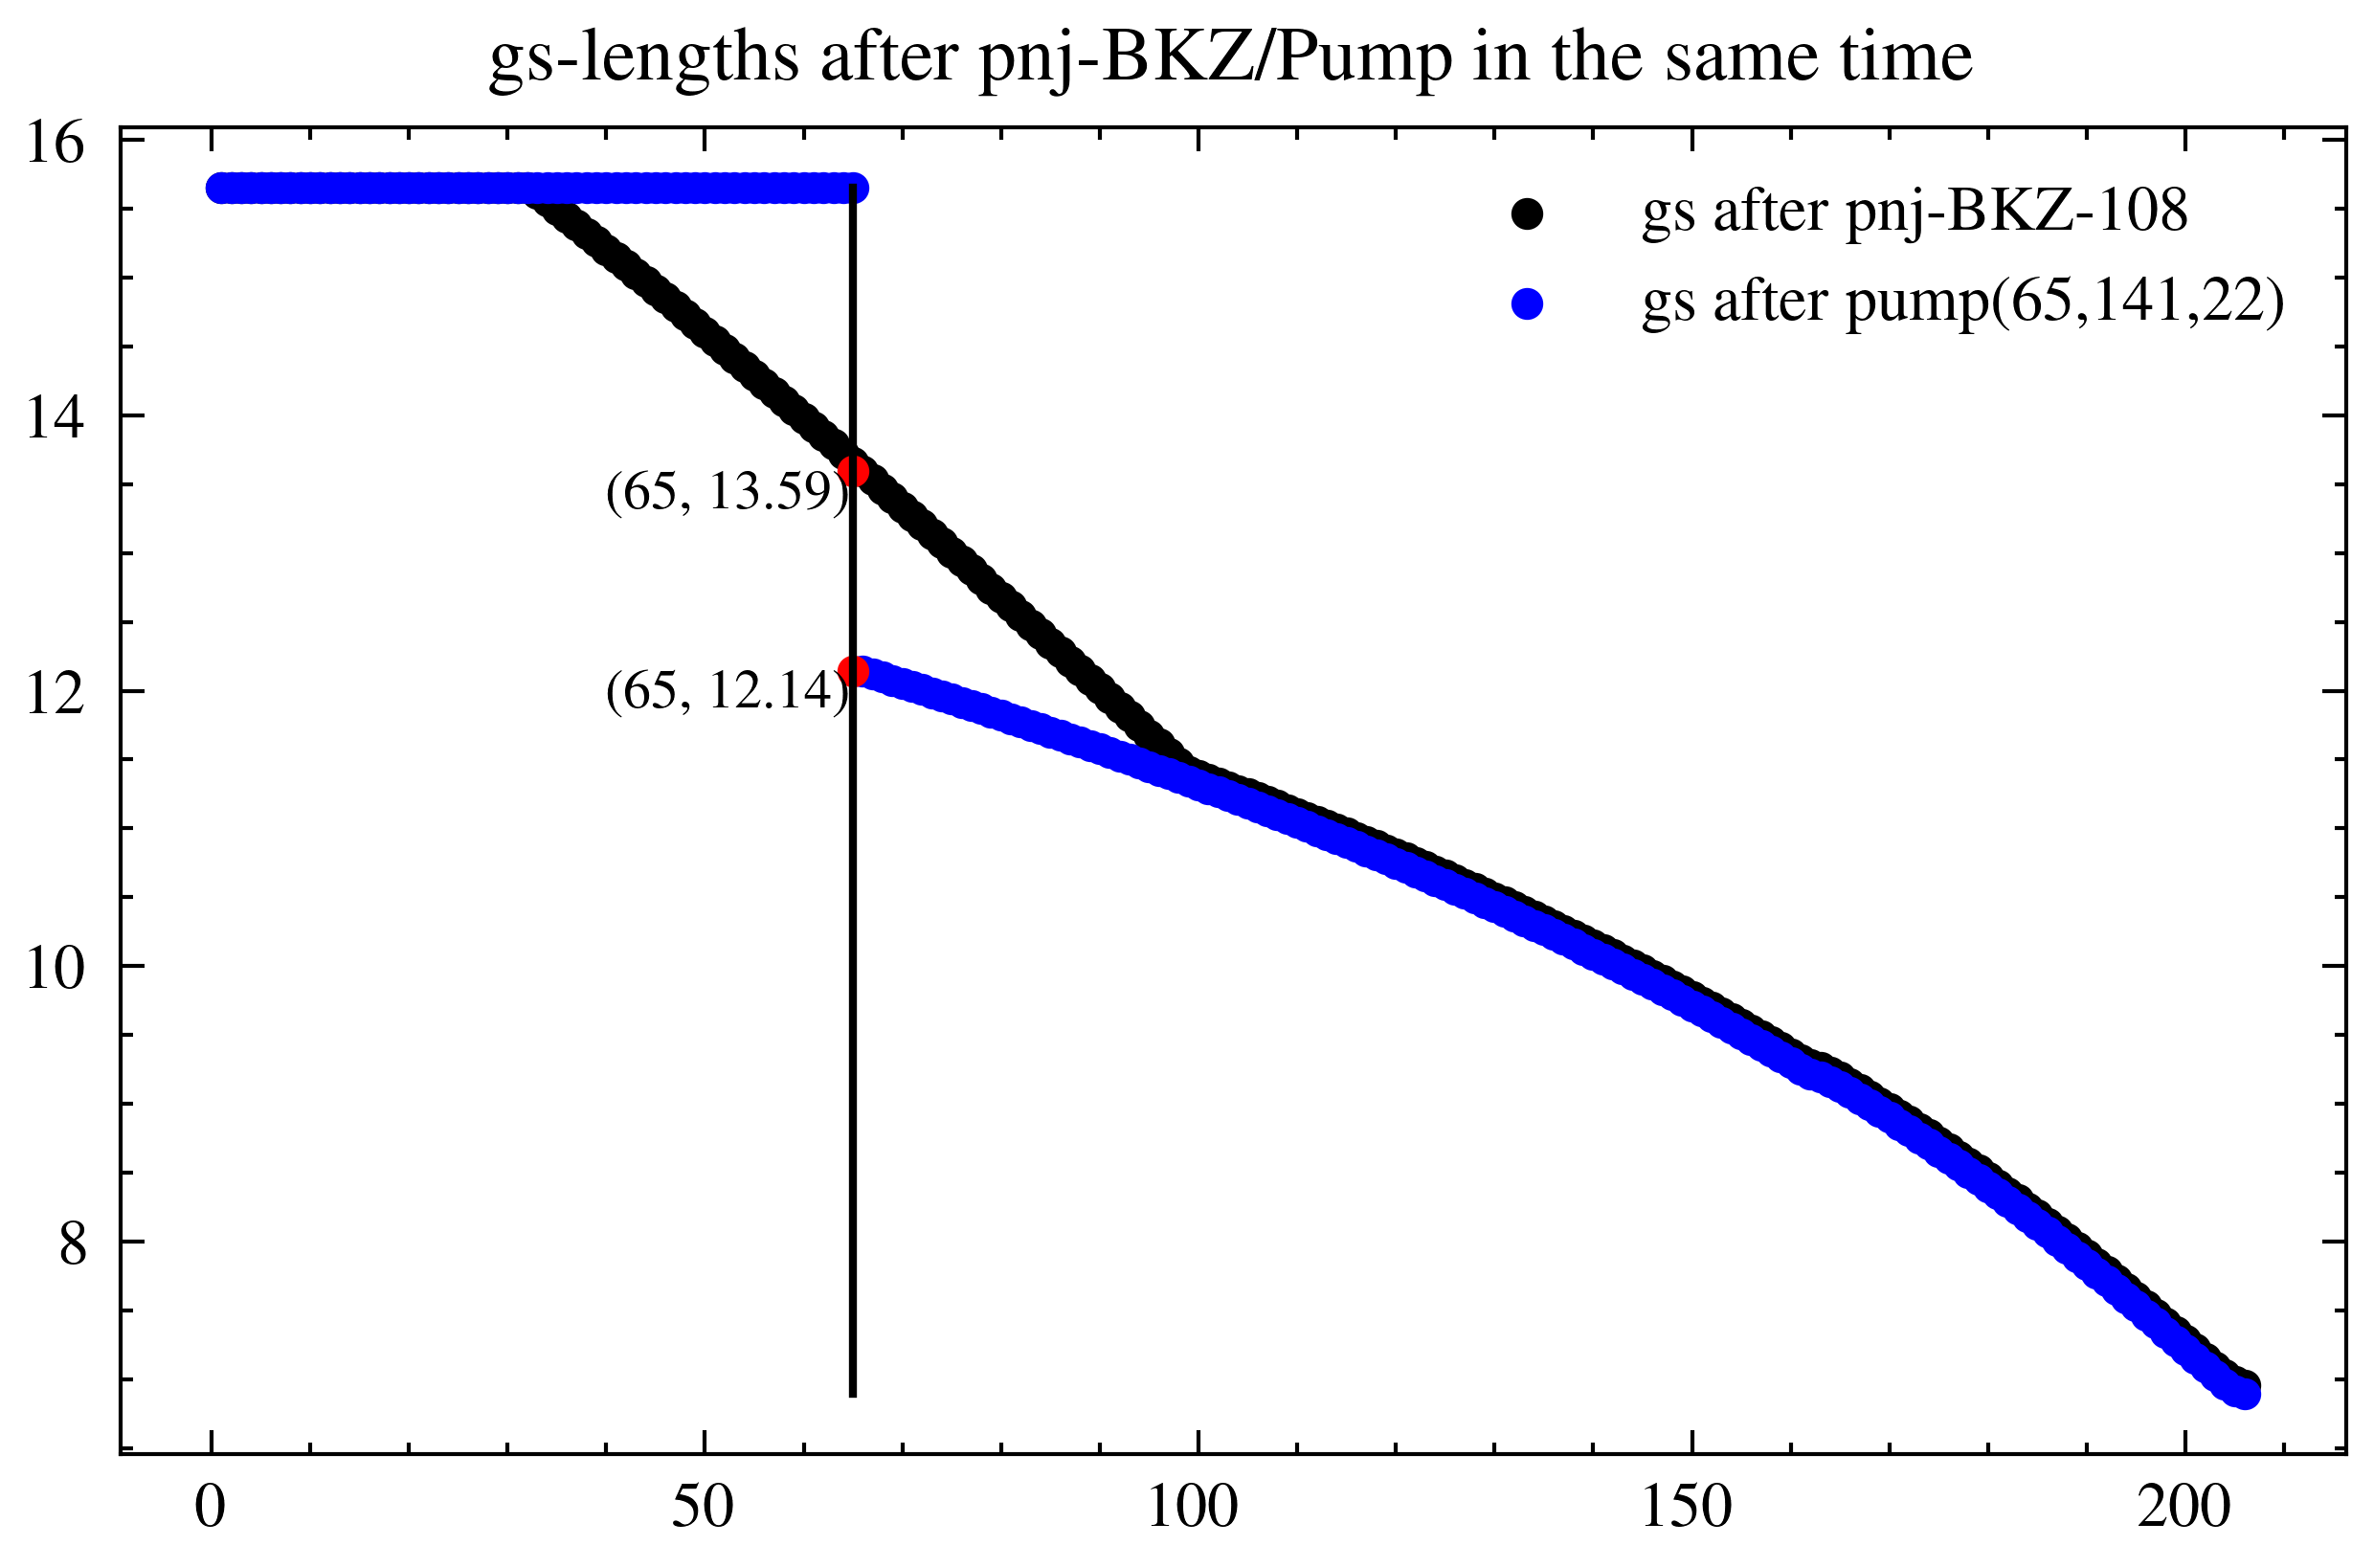 gs-lengths after pnj-BKZ/Pump in the same time
16
14
12
10
8
gs after pnj-BKZ-108
gs after pump(65,141,22)
(65, 13.59)
(65, 12.14)
0 50 100 150 200